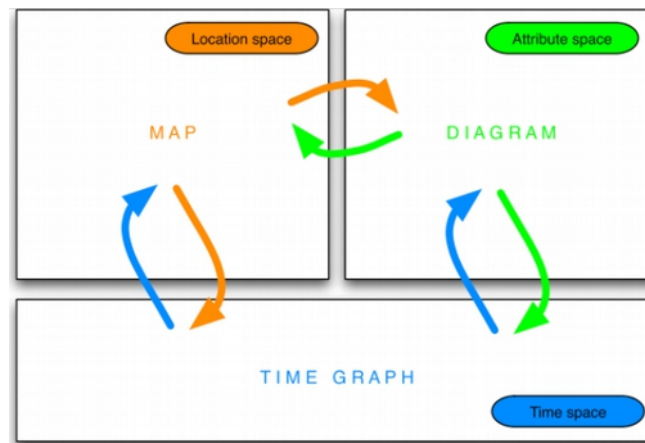 Location space
Attribute space
MAP
DIAGRAM
TIME GRAPH
Time space